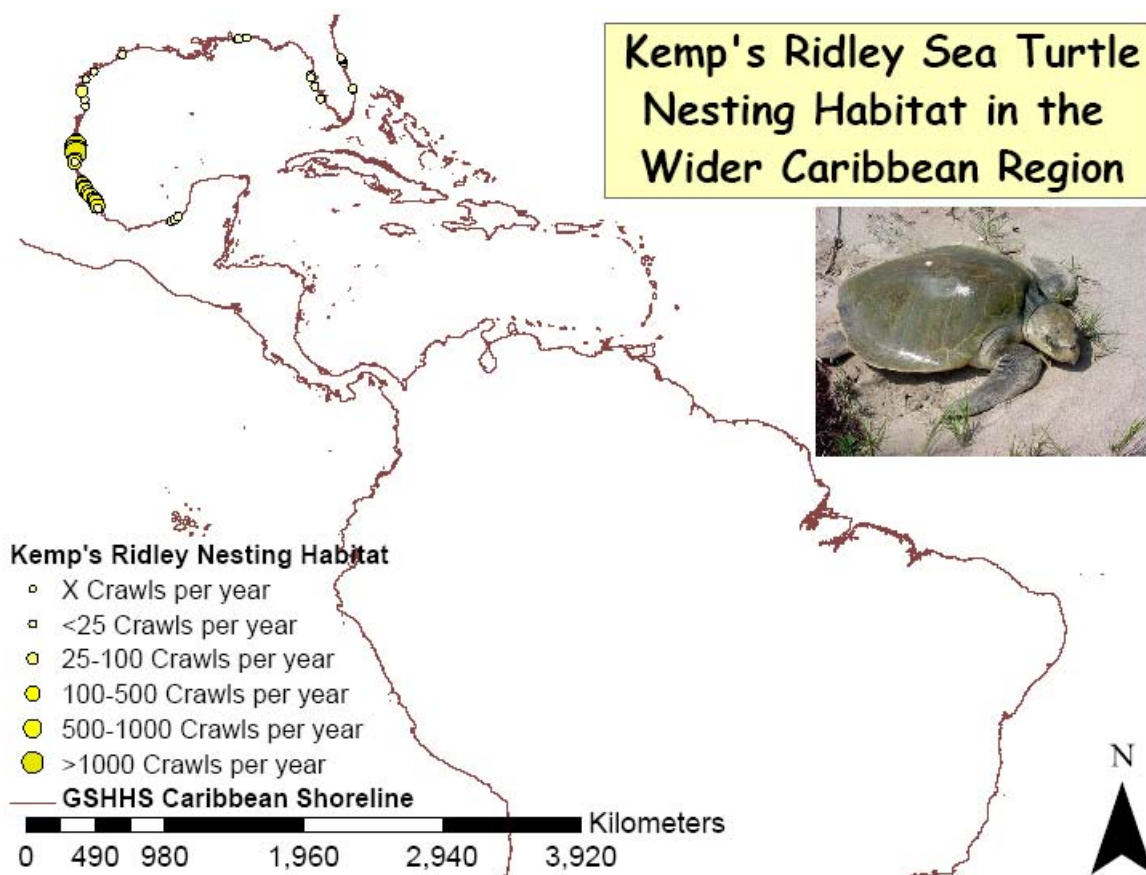 Kemp's Ridley Sea Turtle
Nesting Habitat in the
Wider Caribbean Region
Kemp's Ridley Nesting Habitat
X Crawls per year
<25 Crawls per year
25-100 Crawls per year
100-500 Crawls per year
500-1000 Crawls per year
>1000 Crawls per year
GSHHS Caribbean Shoreline
Kilometers
0 490 980 1,960 2,940 3,920
N